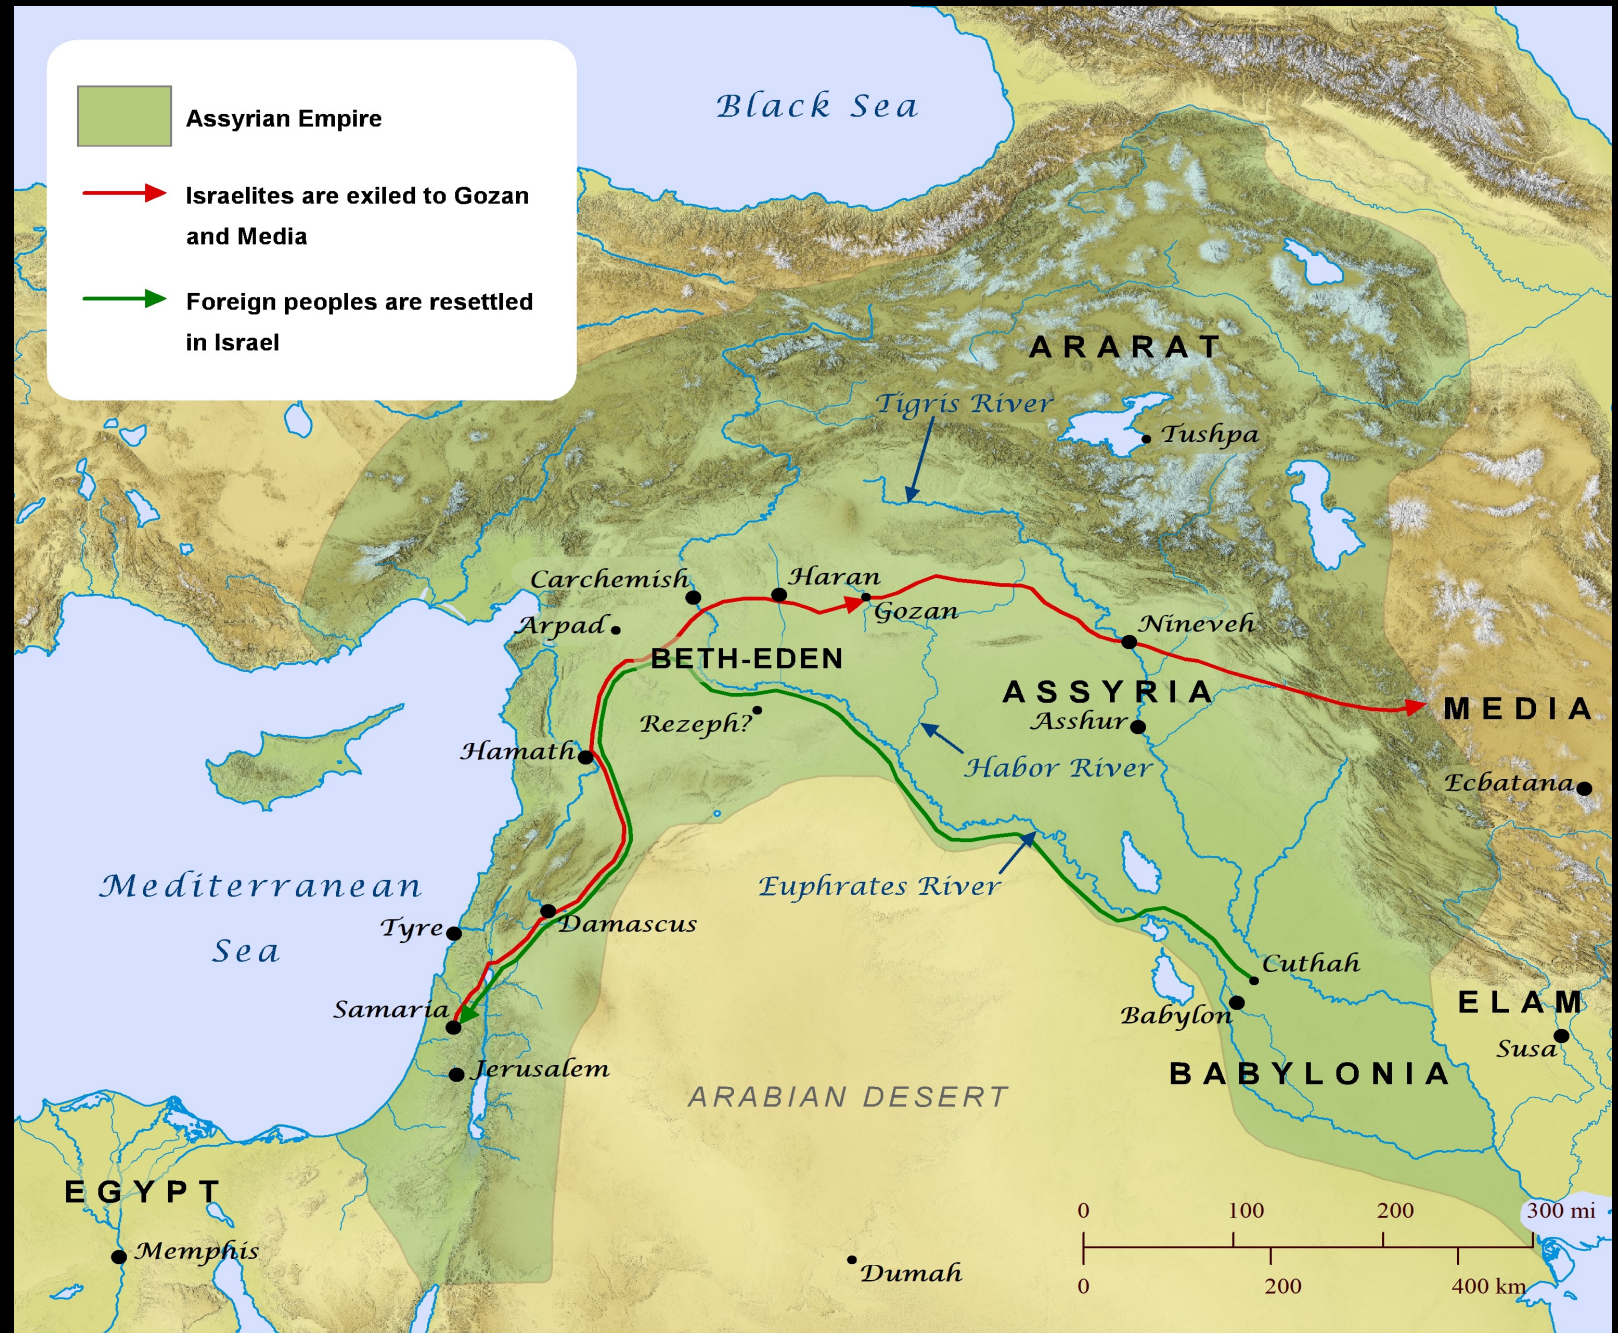 Assyrian Empire
Israelites are exiled to Gozan
and Media
Foreign peoples are resettled
in Israel
Black Sea
ARARAT
Tigris River
Tushpa
Carchemish
Haran
Gozan
Arpad
Nineveh
BETH-EDEN
ASSYRIA
MEDIA
Rezeph?
Asshur
Hamath
Habor River
Ecbatana
Mediterranean
Sea
Euphrates River
Tyre
Damascus
Cuthah
Samaria
Babylon
ELAM
Susa
Jerusalem
BABYLONIA
ARABIAN DESERT
EGYPT
Memphis
Dumah
0 100 200 300 mi
0 200 400 km